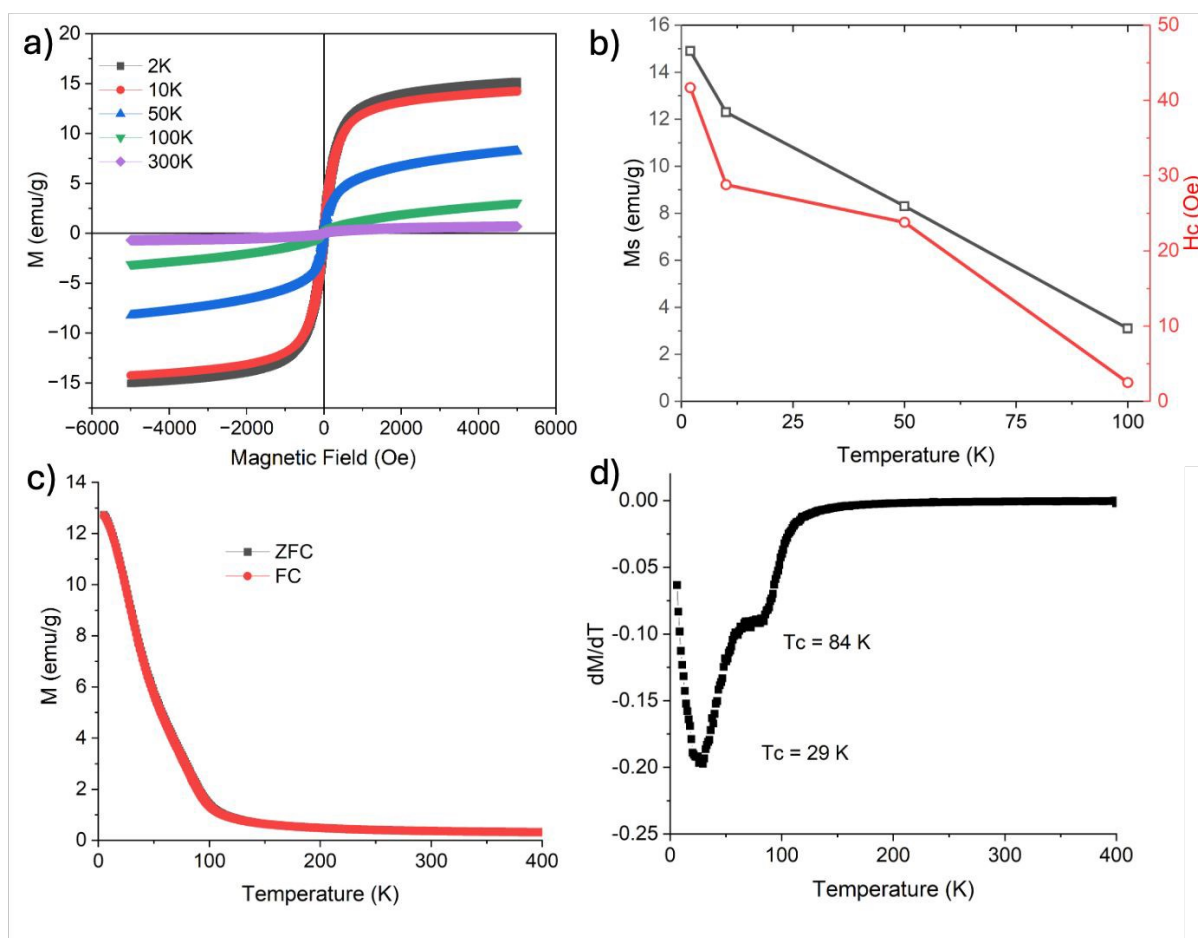 a)
20
15
10
5
0
−5
−10
−15
M (emu/g)
2K
10K
50K
100K
300K
−6000 −4000 −2000 0 2000 4000 6000
Magnetic Field (Oe)
b)
16
14
12
10
8
6
4
2
0
Ms (emu/g)
50
40
30
20
10
0
Hc (Oe)
0 25 50 75 100
Temperature (K)
c)
14
12
10
8
6
4
2
0
M (emu/g)
ZFC
FC
0 100 200 300 400
Temperature (K)
d)
0.00
-0.05
-0.10
-0.15
-0.20
-0.25
dM/dT
Tc = 84 K
Tc = 29 K
0 100 200 300 400
Temperature (K)